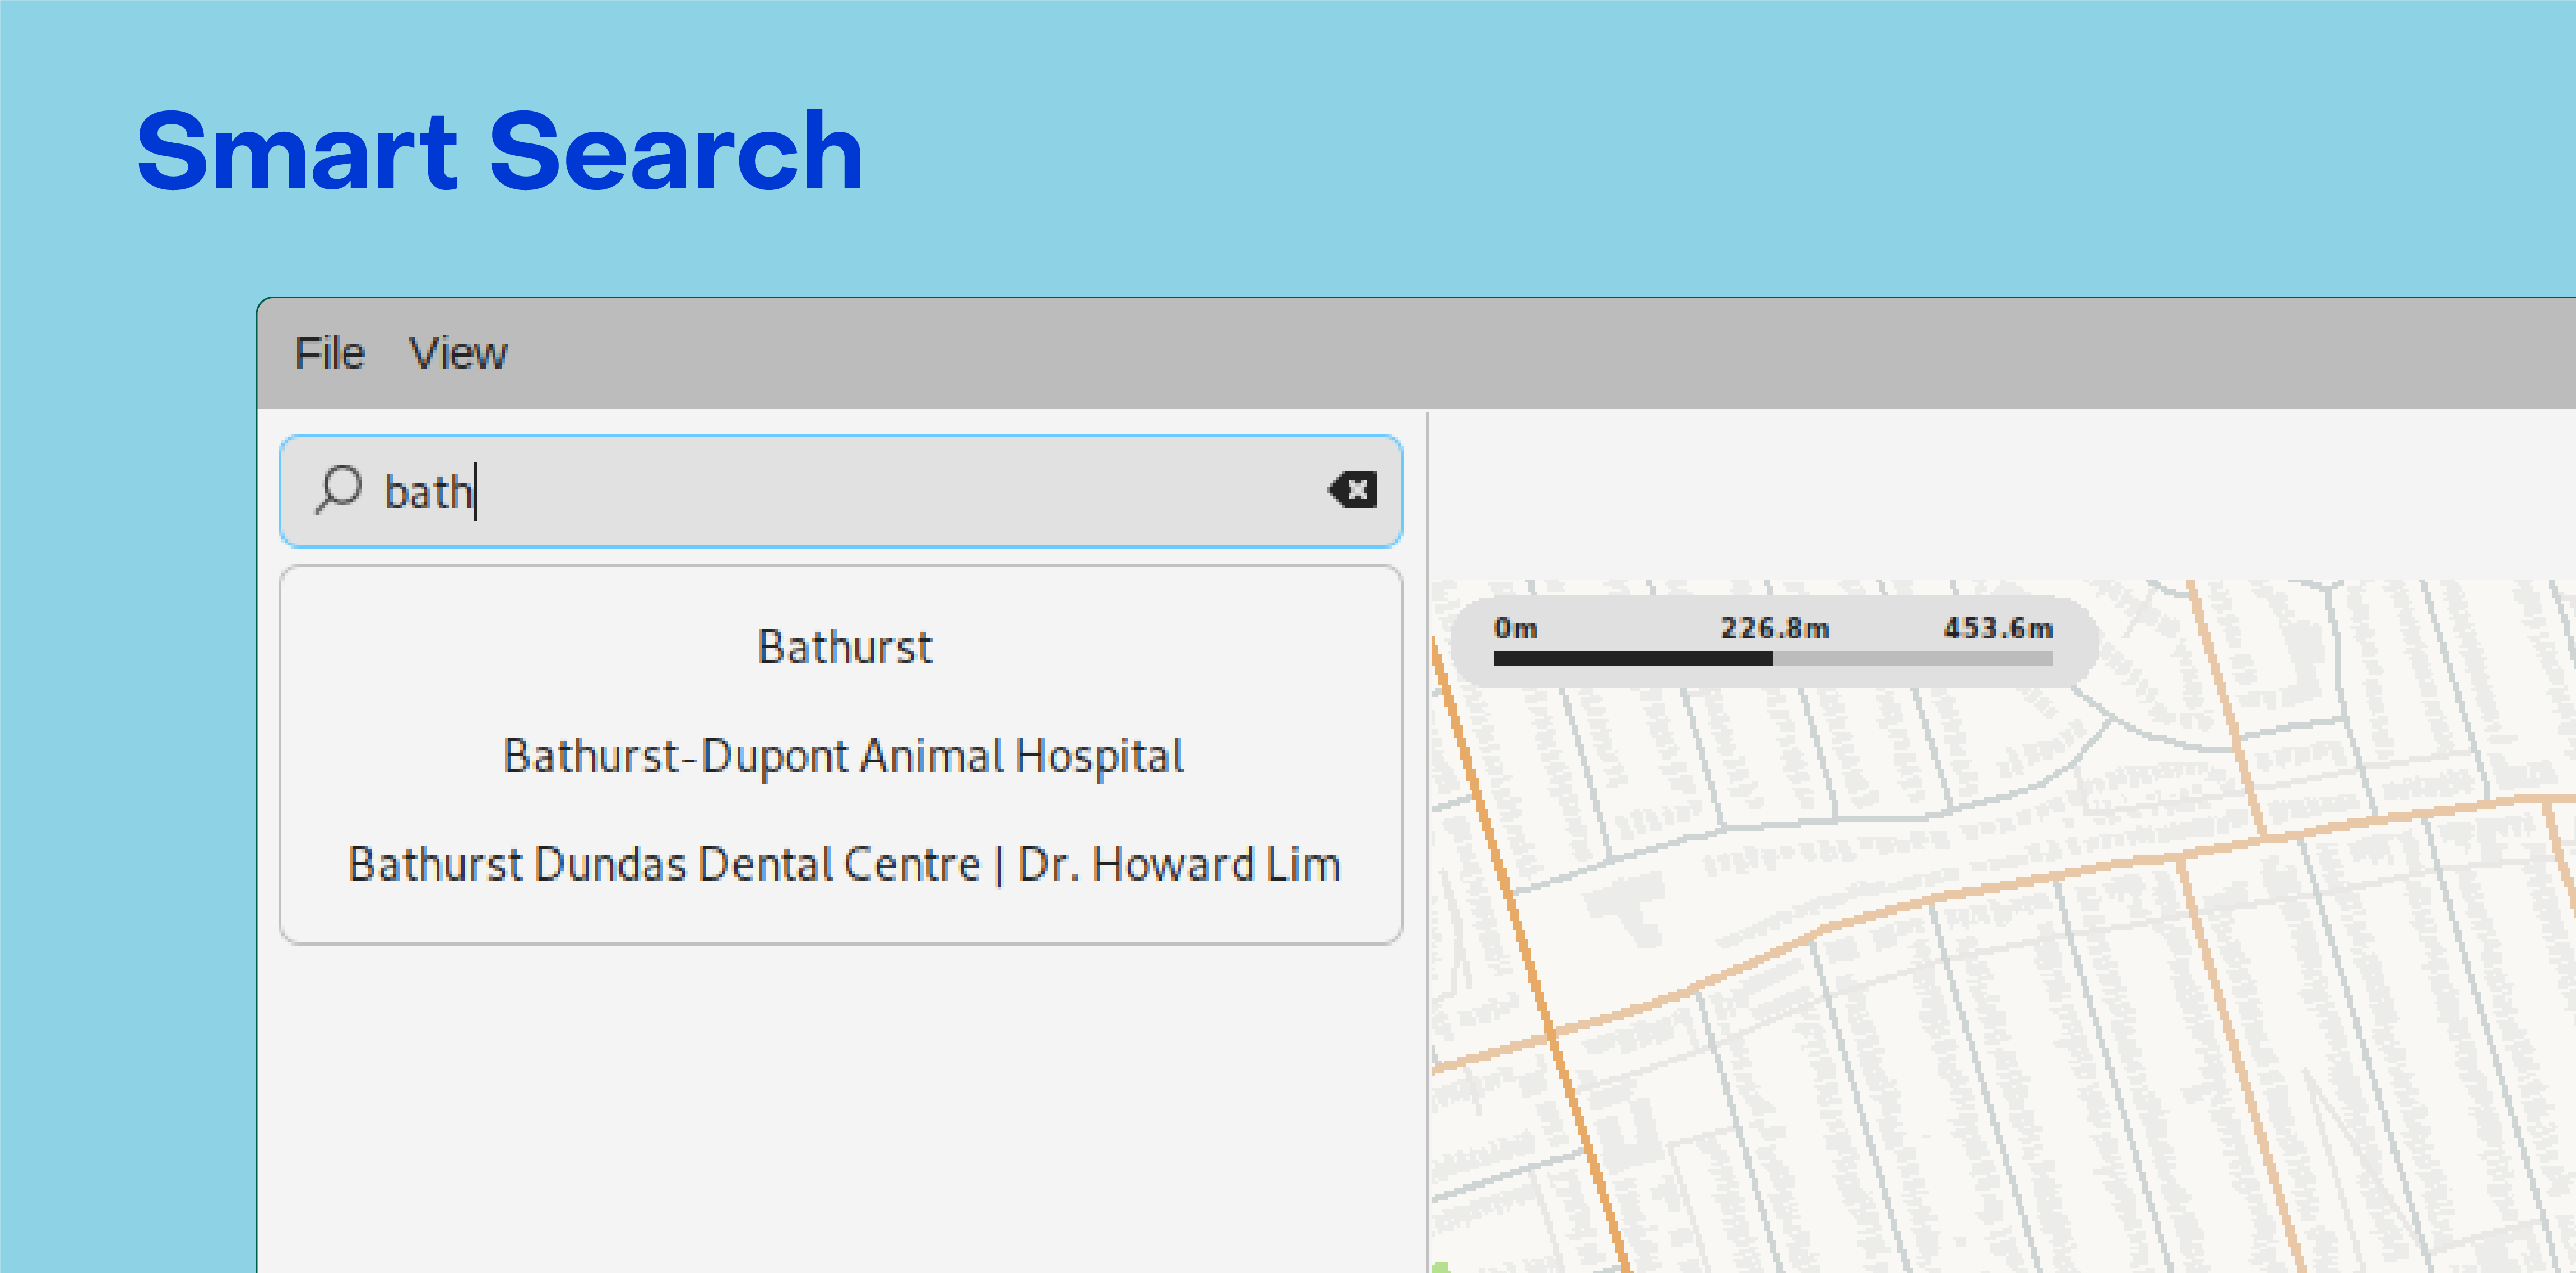 Smart Search
File View
bath
Bathurst
Bathurst-Dupont Animal Hospital
Bathurst Dundas Dental Centre | Dr. Howard Lim
0m 226.8m 453.6m